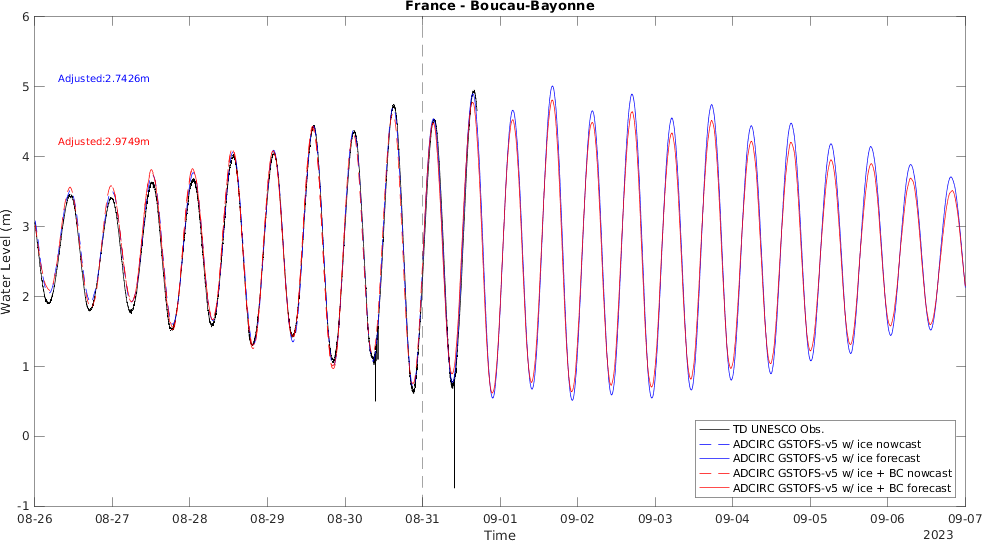 France - Boucau-Bayonne
6
5
4
3
2
1
0
-1
Water Level (m)
Adjusted:2.7426m
Adjusted:2.9749m
TD UNESCO Obs.
ADCIRC GSTOFS-v5 w/ ice nowcast
ADCIRC GSTOFS-v5 w/ ice forecast
ADCIRC GSTOFS-v5 w/ ice + BC nowcast
ADCIRC GSTOFS-v5 w/ ice + BC forecast
08-26 08-27 08-28 08-29 08-30 08-31 09-01 09-02 09-03 09-04 09-05 09-06 09-07
Time
2023